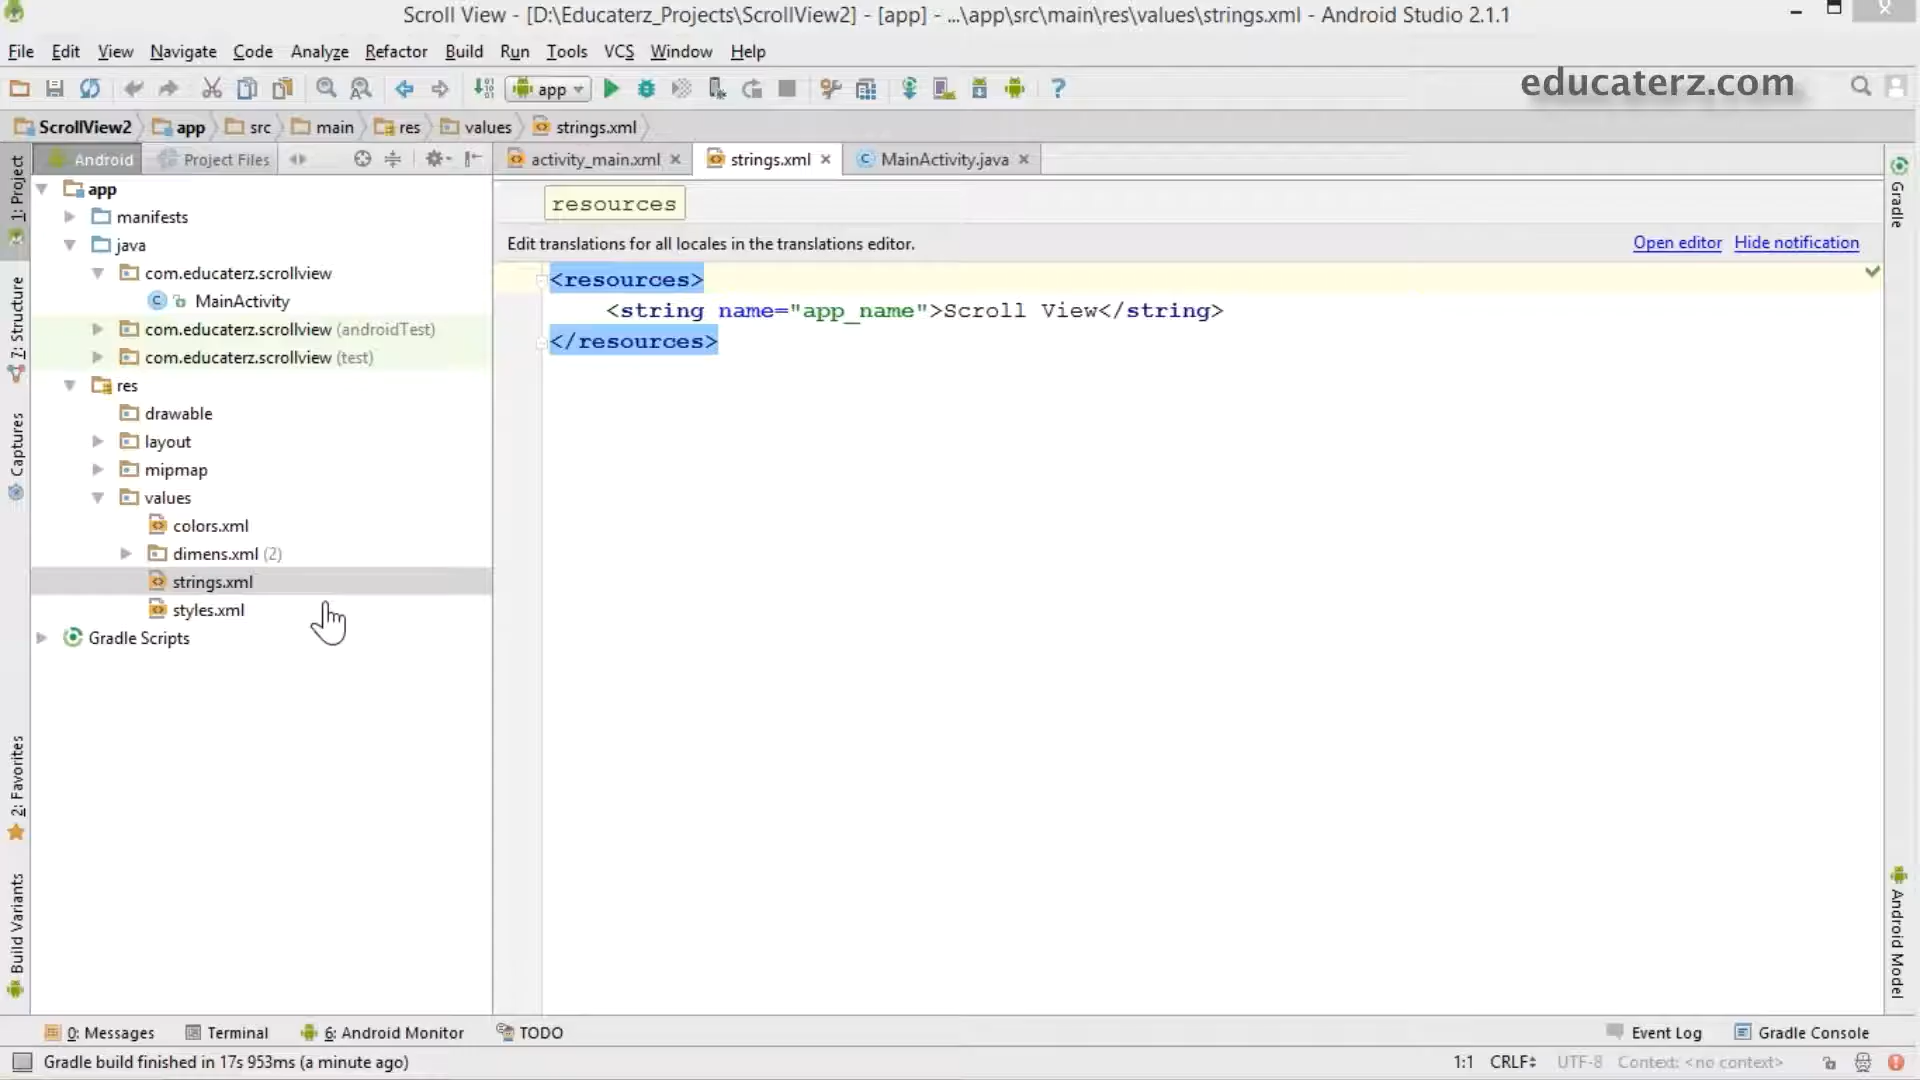 Scroll View - [D:\Educaterz_Projects\ScrollView2] - [app] - ...\app\src\main\res\values\strings.xml - Android Studio 2.1.1
File Edit View Navigate Code Analyze Refactor Build Run Tools VCS Window Help
app
educaterz.com
ScrollView2 app src main res values strings.xml
Android Project Files
activity_main.xml strings.xml MainActivity.java
1: Project
7: Structure
Captures
2: Favorites
Build Variants
app
manifests
java
com.educaterz.scrollview
MainActivity
com.educaterz.scrollview (androidTest)
com.educaterz.scrollview (test)
res
drawable
layout
mipmap
values
colors.xml
dimens.xml (2)
strings.xml
styles.xml
Gradle Scripts
resources
Edit translations for all locales in the translations editor. Open editor Hide notification
<resources>
<string name="app_name">Scroll View</string>
</resources>
Gradle
Android Model
0: Messages Terminal 6: Android Monitor TODO Event Log Gradle Console
Gradle build finished in 17s 953ms (a minute ago) 1:1 CRLF UTF-8 Context: <no context>